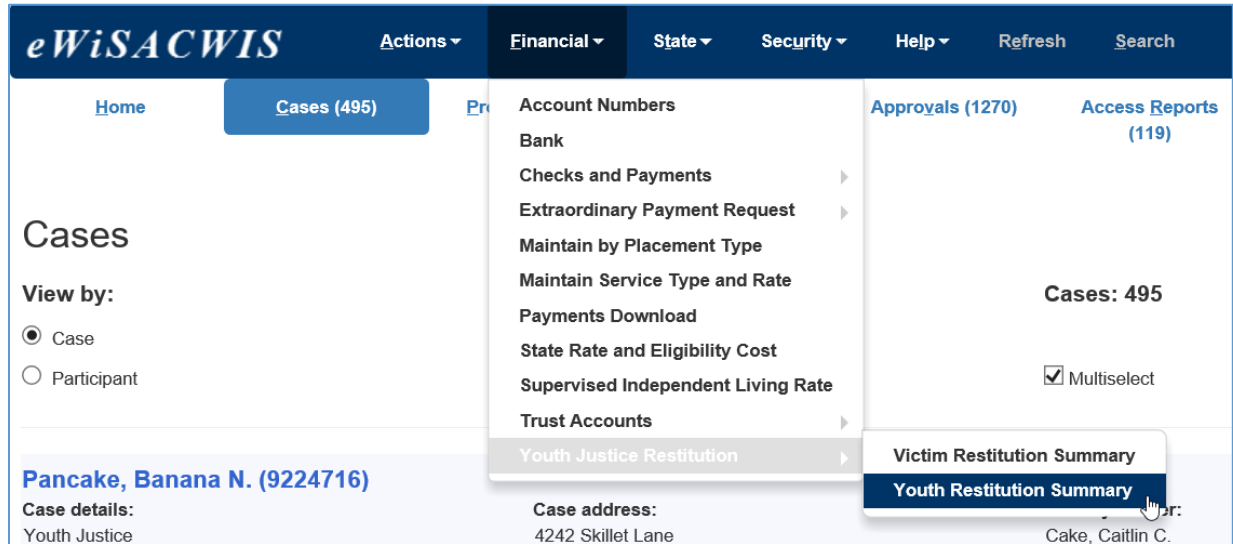 eWiSACWIS Actions Financial State Security Help Refresh Search
Home Cases (495) Account Numbers Approvals (1270) Access Reports
(119)
Bank
Checks and Payments
Extraordinary Payment Request
Cases
Maintain by Placement Type
Maintain Service Type and Rate
View by: Cases: 495
Payments Download
Case
State Rate and Eligibility Cost
Participant Supervised Independent Living Rate Multiselect
Trust Accounts
Youth Justice Restitution Victim Restitution Summary
Pancake, Banana N. (9224716) Youth Restitution Summary
Case details: Case address:
Youth Justice 4242 Skillet Lane Cake, Caitlin C.